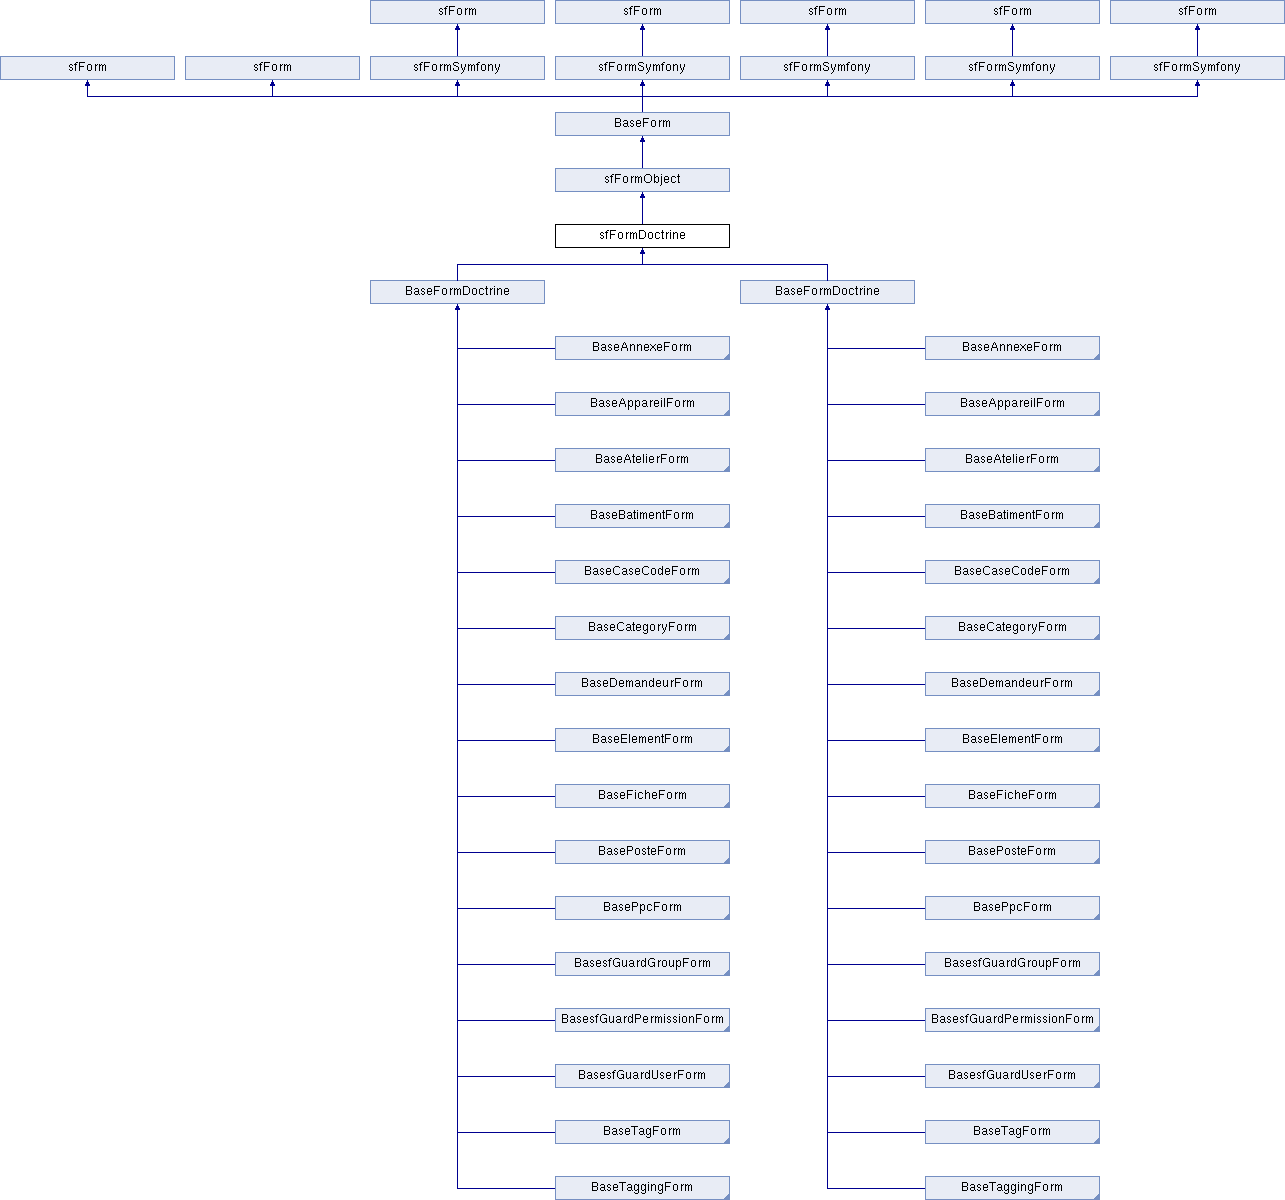 sfForm
sfForm
sfForm
sfForm
sfForm
sfForm
sfForm
sfFormSymfony
sfFormSymfony
sfFormSymfony
sfFormSymfony
sfFormSymfony
BaseForm
sfFormObject
sfFormDoctrine
BaseFormDoctrine
BaseFormDoctrine
BaseAnnexeForm
BaseAnnexeForm
BaseAppareilForm
BaseAppareilForm
BaseAtelierForm
BaseAtelierForm
BaseBatimentForm
BaseBatimentForm
BaseCaseCodeForm
BaseCaseCodeForm
BaseCategoryForm
BaseCategoryForm
BaseDemandeurForm
BaseDemandeurForm
BaseElementForm
BaseElementForm
BaseFicheForm
BaseFicheForm
BasePosteForm
BasePosteForm
BasePpcForm
BasePpcForm
BasesfGuardGroupForm
BasesfGuardGroupForm
BasesfGuardPermissionForm
BasesfGuardPermissionForm
BasesfGuardUserForm
BasesfGuardUserForm
BaseTagForm
BaseTagForm
BaseTaggingForm
BaseTaggingForm